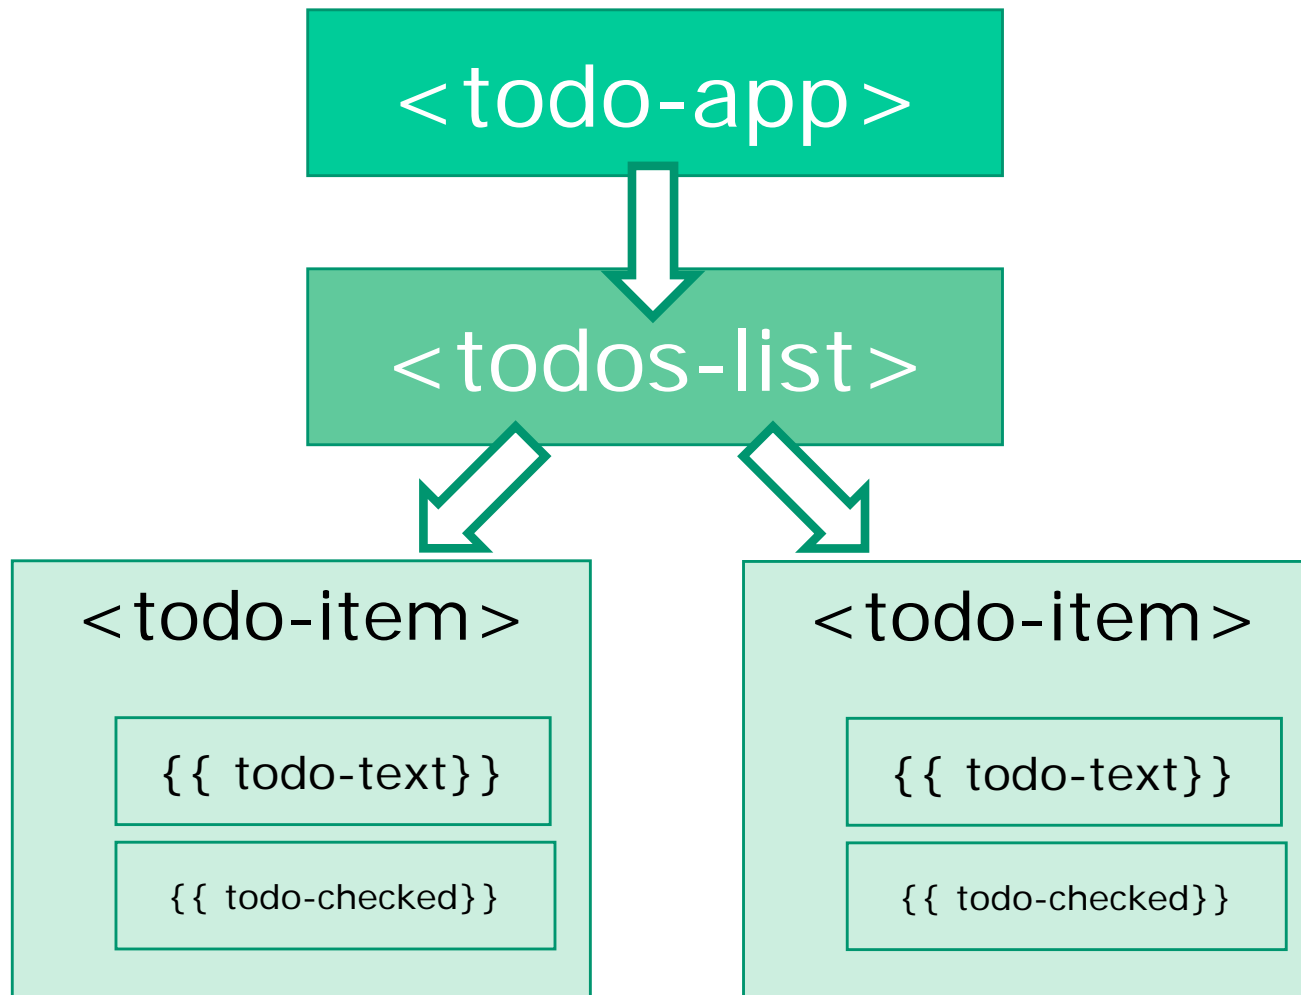 <todo-app>
<todos-list>
<todo-item>
{{ todo-text}}
{{ todo-checked}}
<todo-item>
{{ todo-text}}
{{ todo-checked}}